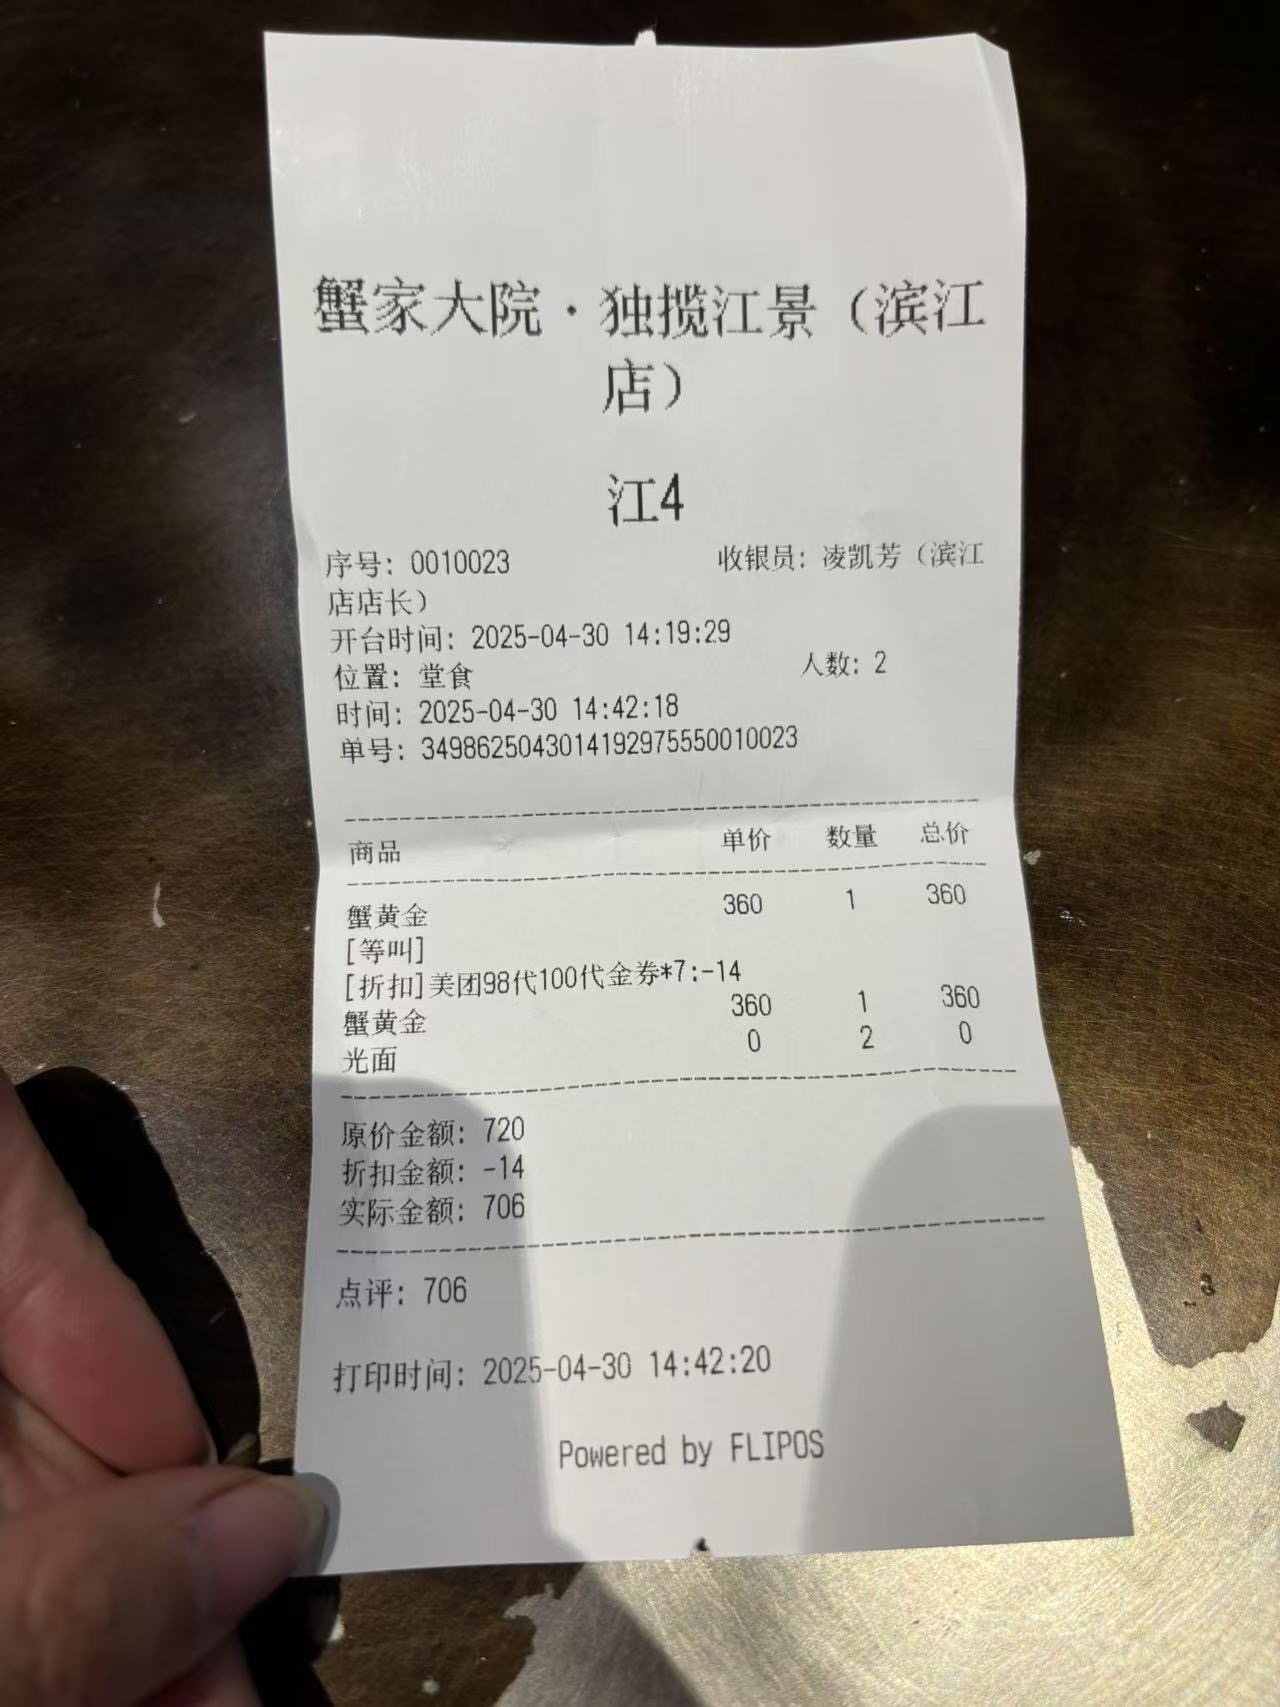 蟹家大院·独揽江景（滨江
店）
江4
序号: 0010023 收银员: 凌凯芳（滨江
店店长）
开台时间: 2025-04-30 14:19:29
位置: 堂食 人数: 2
时间: 2025-04-30 14:42:18
单号: 3498625043014192975550010023
商品 单价 数量 总价
蟹黄金 360 1 360
[等叫]
[折扣]美团98代100代金券*7:-14
蟹黄金 360 1 360
光面 0 2 0
原价金额: 720
折扣金额: -14
实际金额: 706
点评: 706
打印时间: 2025-04-30 14:42:20
Powered by FLIPOS